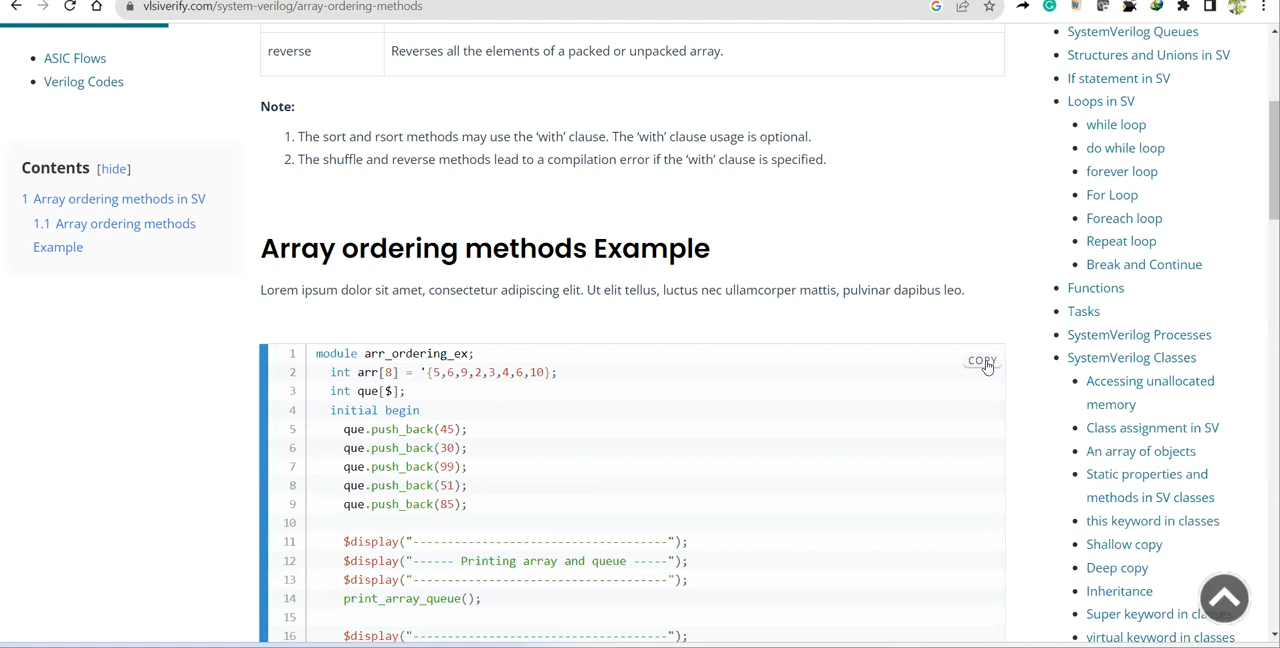 vlsiverify.com/system-verilog/array-ordering-methods
ASIC Flows
Verilog Codes
Contents [hide]
1 Array ordering methods in SV
1.1 Array ordering methods
Example
reverse Reverses all the elements of a packed or unpacked array.
Note:
1. The sort and rsort methods may use the ‘with’ clause. The ‘with’ clause usage is optional.
2. The shuffle and reverse methods lead to a compilation error if the ‘with’ clause is specified.
Array ordering methods Example
Lorem ipsum dolor sit amet, consectetur adipiscing elit. Ut elit tellus, luctus nec ullamcorper mattis, pulvinar dapibus leo.
COPY
1 module arr_ordering_ex;
2 int arr[8] = '{5,6,9,2,3,4,6,10};
3 int que[$];
4 initial begin
5 que.push_back(45);
6 que.push_back(30);
7 que.push_back(99);
8 que.push_back(51);
9 que.push_back(85);
10
11 $display("-------------------------------------");
12 $display("------ Printing array and queue -----");
13 $display("-------------------------------------");
14 print_array_queue();
15
16 $display("-------------------------------------");
SystemVerilog Queues
Structures and Unions in SV
If statement in SV
Loops in SV
while loop
do while loop
forever loop
For Loop
Foreach loop
Repeat loop
Break and Continue
Functions
Tasks
SystemVerilog Processes
SystemVerilog Classes
Accessing unallocated
memory
Class assignment in SV
An array of objects
Static properties and
methods in SV classes
this keyword in classes
Shallow copy
Deep copy
Inheritance
Super keyword in
virtual keyword in classes